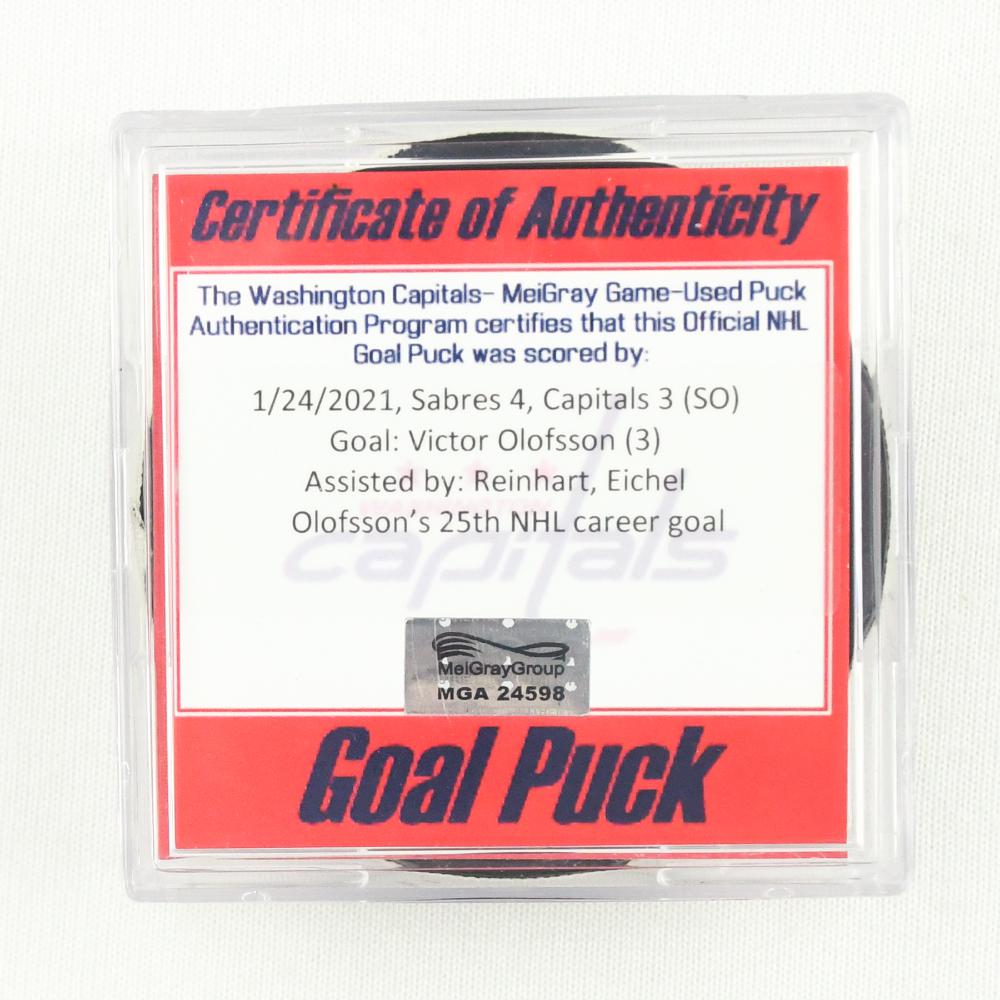 Certificate of Authenticity
The Washington Capitals- MeiGray Game-Used Puck
Authentication Program certifies that this Official NHL
Goal Puck was scored by:
1/24/2021, Sabres 4, Capitals 3 (SO)
Goal: Victor Olofsson (3)
Assisted by: Reinhart, Eichel
WASHINGTON
Olofsson's 25th NHL career goal
capitals
MeiGrayGroup
MGA 24598
Goal Puck